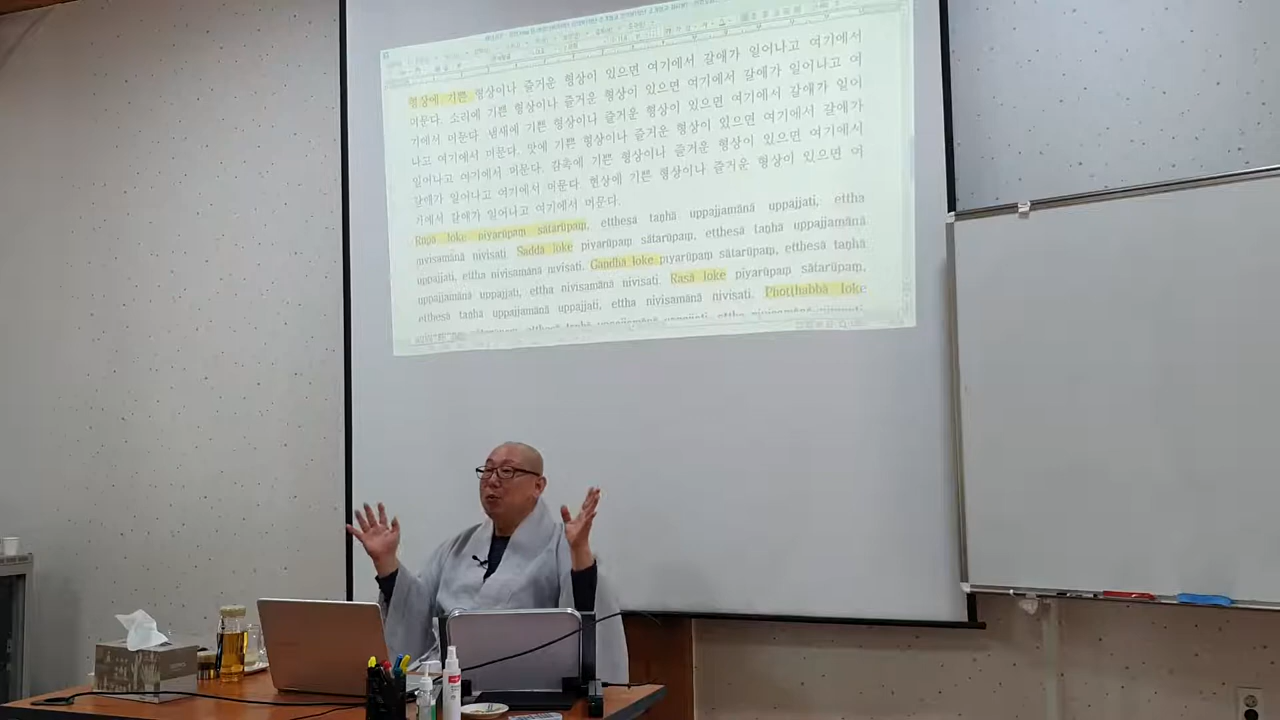 형상에 기쁜 형상이나 즐거운 형상이 있으면 여기에서 갈애가 일어나고 여기에서
머문다. 소리에 기쁜 형상이나 즐거운 형상이 있으면 여기에서 갈애가 일어나고 여
기에서 머문다. 냄새에 기쁜 형상이나 즐거운 형상이 있으면 여기에서 갈애가 일어
나고 여기에서 머문다. 맛에 기쁜 형상이나 즐거운 형상이 있으면 여기에서 갈애가
일어나고 여기에서 머문다. 감촉에 기쁜 형상이나 즐거운 형상이 있으면 여기에서
갈애가 일어나고 여기에서 머문다. 현상에 기쁜 형상이나 즐거운 형상이 있으면 여
기에서 갈애가 일어나고 여기에서 머문다.
Rūpā loke piyarūpaṃ sātarūpaṃ, etthesā taṇhā uppajjamānā uppajjati, ettha
nivisamānā nivisati. Saddā loke piyarūpaṃ sātarūpaṃ, etthesā taṇhā uppajjamānā
uppajjati, ettha nivisamānā nivisati. Gandhā loke piyarūpaṃ sātarūpaṃ, etthesā taṇhā
uppajjamānā uppajjati, ettha nivisamānā nivisati. Rasā loke piyarūpaṃ sātarūpaṃ,
etthesā taṇhā uppajjamānā uppajjati, ettha nivisamānā nivisati. Phoṭṭhabbā loke